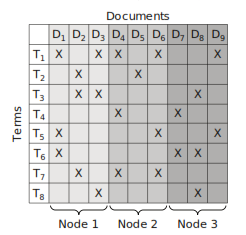 Documents
D1 D2 D3 D4 D5 D6 D7 D8 D9
Terms
T1 X X X X X
T2 X X
T3 X X X
T4 X X
T5 X X X
T6 X X X
T7 X X X
T8 X X
Node 1 Node 2 Node 3